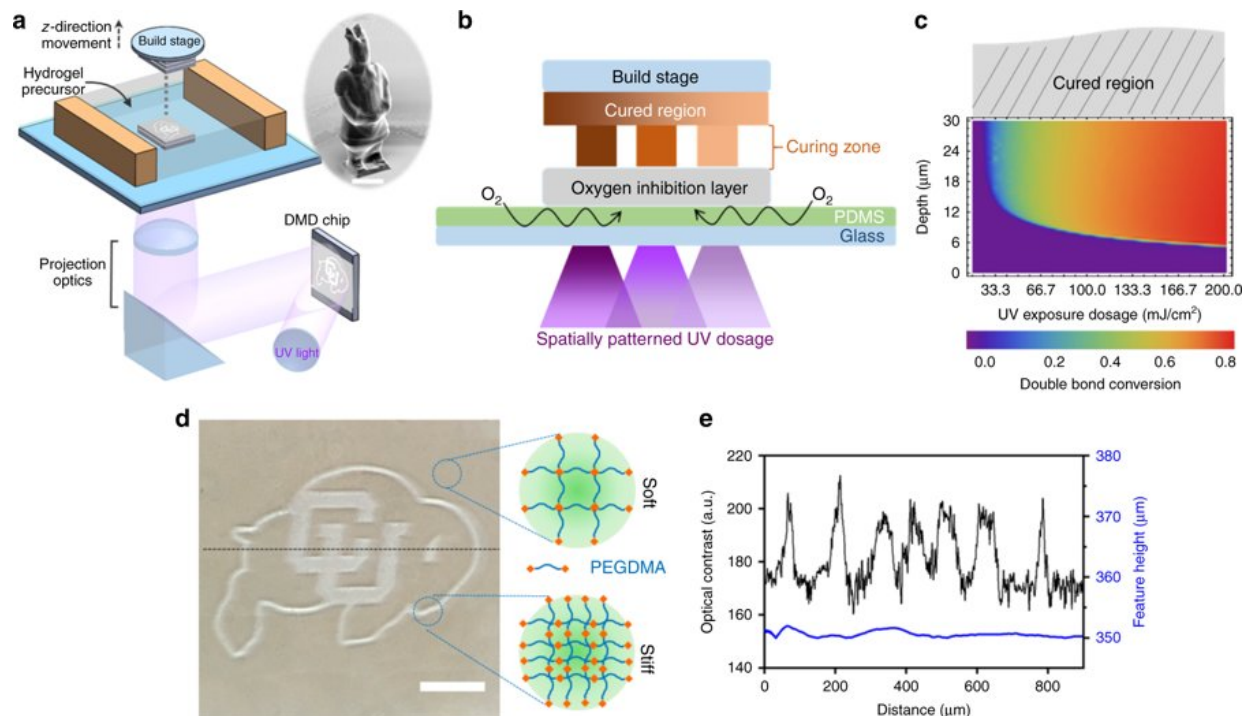 a
z-direction
movement
Build stage
Hydrogel
precursor
DMD chip
Projection
optics
UV light
b
Build stage
Cured region
Curing zone
Oxygen inhibition layer
O2
O2
PDMS
Glass
Spatially patterned UV dosage
c
Cured region
30
24
18
12
6
0
Depth (μm)
33.3 66.7 100.0 133.3 166.7 200.0
UV exposure dosage (mJ/cm2)
0.0 0.2 0.4 0.6 0.8
Double bond conversion
d
Soft
PEGDMA
Stiff
e
220
200
180
160
140
Optical contrast (a.u.)
380
370
360
350
Feature height (μm)
0 200 400 600 800
Distance (μm)